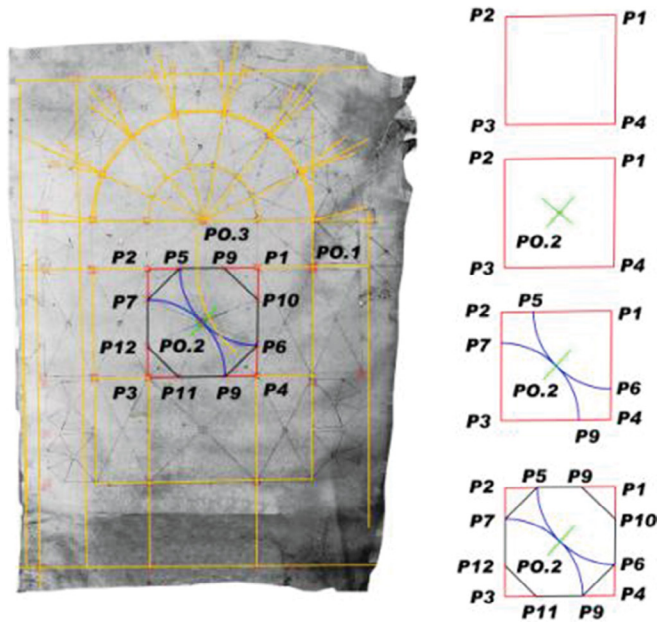 PO.3
PO.1
P2 P5 P9 P1
P7 P10
P12 PO.2 P6
P3 P11 P9 P4
P2 P1
P3 P4
P2 P1
PO.2
P3 P4
P2 P5 P1
P7
PO.2 P6
P3 P4
P9
P2 P5 P9 P1
P7 P10
P12 PO.2 P6
P3 P4
P11 P9